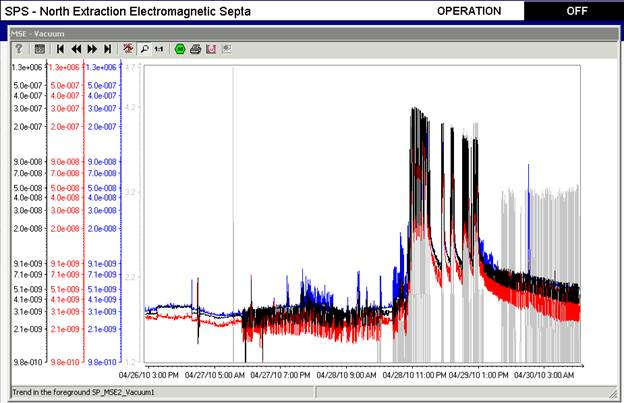 SPS - North Extraction Electromagnetic Septa OPERATION OFF
MSE - Vacuum
? 1:1
1.3e+006 1.3e+006 1.3e+006 4.7
5.0e-007 5.0e-007 5.0e-007
4.0e-007 4.0e-007 4.0e-007
3.0e-007 3.0e-007 3.0e-007 4.2
2.0e-007 2.0e-007 2.0e-007
9.0e-008 9.0e-008 9.0e-008
5.0e-008 5.0e-008 5.0e-008 3.2
4.0e-008 4.0e-008 4.0e-008
3.0e-008 3.0e-008 3.0e-008
2.0e-008 2.0e-008 2.0e-008
9.1e-009 9.1e-009 9.1e-009
7.1e-009 7.1e-009 7.1e-009 2.2
5.1e-009 5.1e-009 5.1e-009
4.1e-009 4.1e-009 4.1e-009
3.1e-009 3.1e-009 3.1e-009
2.1e-009 2.1e-009 2.1e-009
9.8e-010 9.8e-010 9.8e-010 1.2
04/26/10 3:00 PM 04/27/10 5:00 AM 04/27/10 7:00 PM 04/28/10 9:00 AM 04/28/10 11:00 PM 04/29/10 1:00 PM 04/30/10 3:00 AM
Trend in the foreground SP_MSE2_Vacuum1